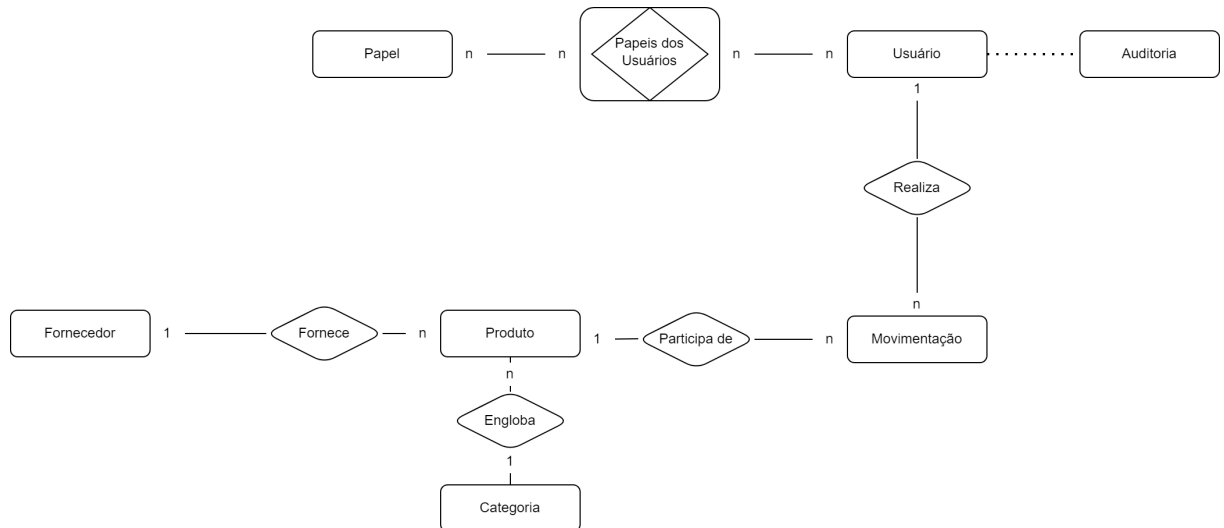 Papel
n
n
Papeis dos
Usuários
n
n
Usuário
Auditoria
1
Realiza
n
Fornecedor
1
Fornece
n
Produto
1
Participa de
n
Movimentação
n
Engloba
1
Categoria